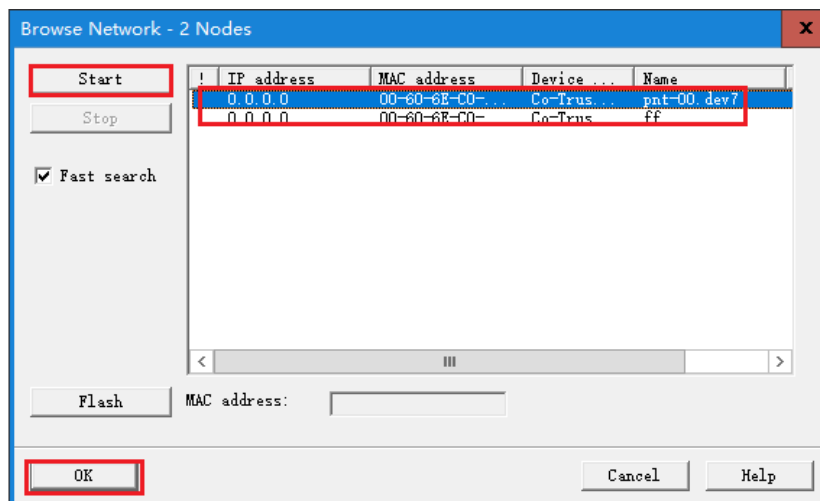 Browse Network - 2 Nodes
x
Start
! IP address MAC address Device ... Name
0.0.0.0 00-60-6E-C0-... Co-Trus... pnt-00.dev7
Stop
0.0.0.0 00-60-6E-C0- Co-Trus ff
Fast search
Flash
MAC address:
OK
Cancel
Help